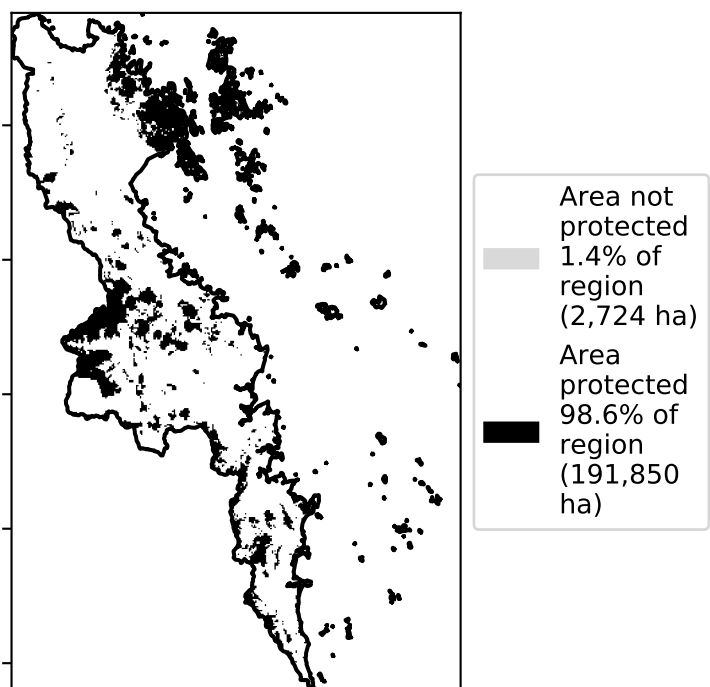 Area not
protected
1.4% of
region
(2,724 ha)
Area
protected
98.6% of
region
(191,850
ha)